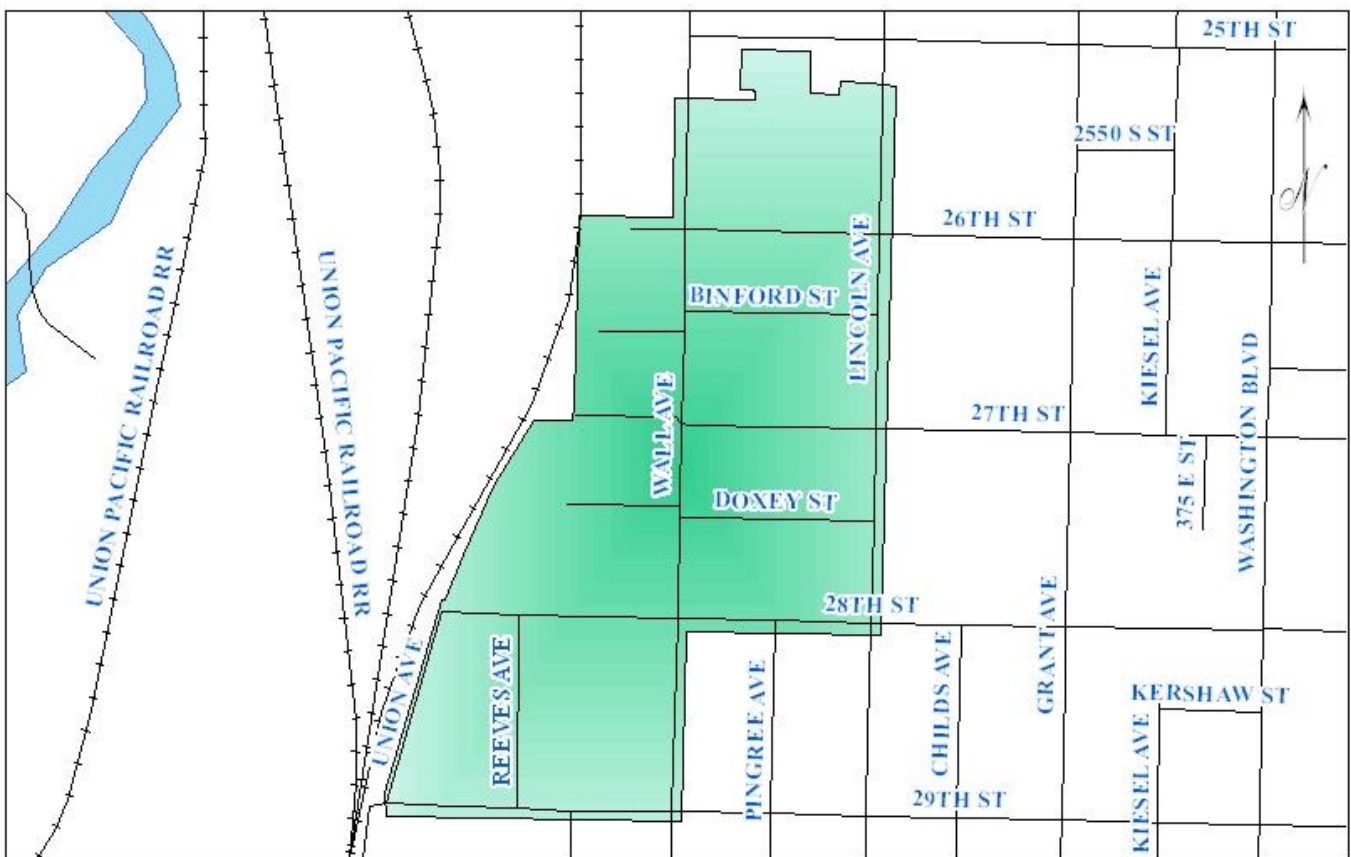 25TH ST
2550 S ST
N
26TH ST
LINCOLN AVE
UNION PACIFIC RAILROAD RR
UNION PACIFIC RAILROAD RR
BINFORD ST
KIESEL AVE
WASHINGTON BLVD
WALL AVE
27TH ST
375 E ST
DOXEY ST
28TH ST
GRANT AVE
UNION AVE
REEVES AVE
PINGREE AVE
CHILDS AVE
KERSHAW ST
KIESEL AVE
29TH ST